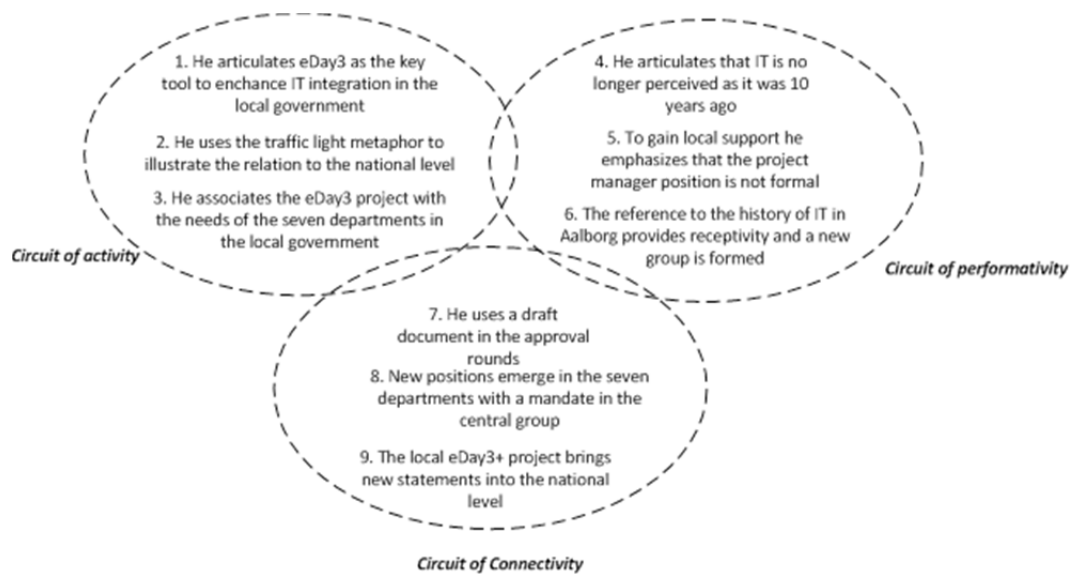 1. He articulates eDay3 as the key
tool to enchance IT integration in the
local government
2. He uses the traffic light metaphor to
illustrate the relation to the national level
3. He associates the eDay3 project with
the needs of the seven departments in
the local government
Circuit of activity
4. He articulates that IT is no
longer perceived as it was 10
years ago
5. To gain local support he
emphasizes that the project
manager position is not formal
6. The reference to the history of IT in
Aalborg provides receptivity and a new
group is formed
Circuit of performativity
7. He uses a draft
document in the approval
rounds
8. New positions emerge in the seven
departments with a mandate in the
central group
9. The local eDay3+ project brings
new statements into the national
level
Circuit of Connectivity